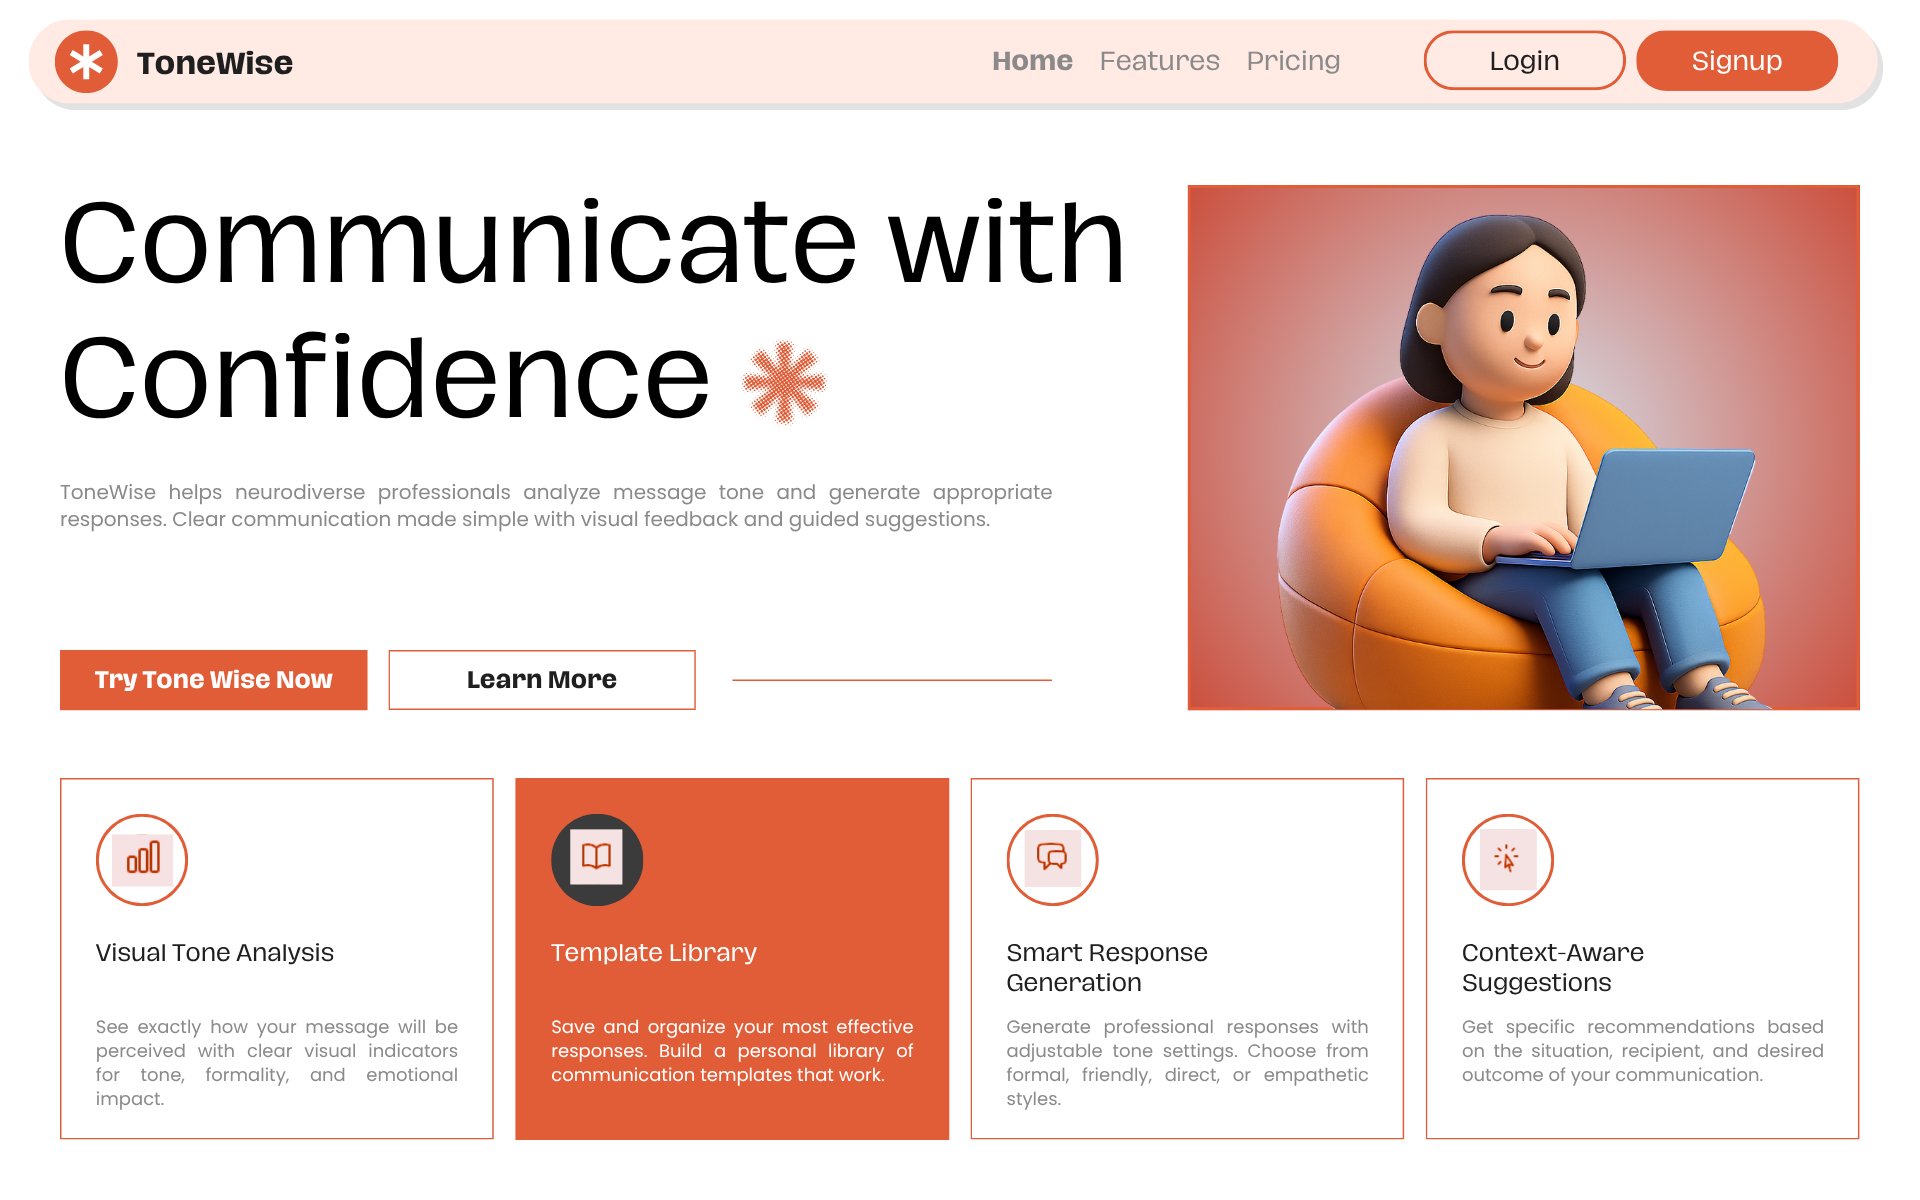 ToneWise
Home Features Pricing Login Signup
Communicate with
Confidence
ToneWise helps neurodiverse professionals analyze message tone and generate appropriate
responses. Clear communication made simple with visual feedback and guided suggestions.
Try Tone Wise Now
Learn More
Visual Tone Analysis
See exactly how your message will be
perceived with clear visual indicators
for tone, formality, and emotional
impact.
Template Library
Save and organize your most effective
responses. Build a personal library of
communication templates that work.
Smart Response
Generation
Generate professional responses with
adjustable tone settings. Choose from
formal, friendly, direct, or empathetic
styles.
Context-Aware
Suggestions
Get specific recommendations based
on the situation, recipient, and desired
outcome of your communication.